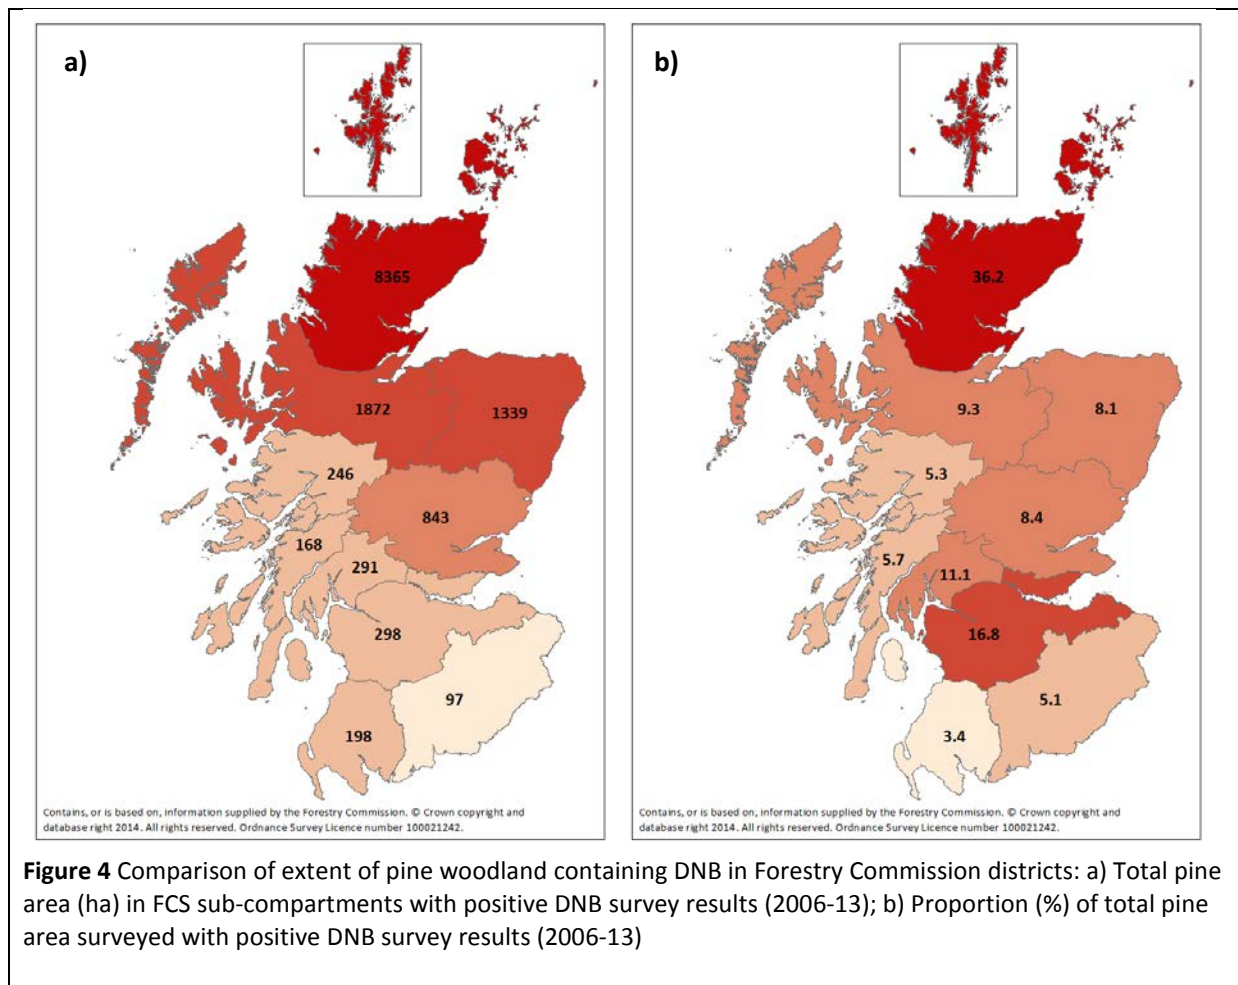 a)
8365
1872
1339
246
843
168
291
298
97
198
Contains, or is based on, information supplied by the Forestry Commission. © Crown copyright and
database right 2014. All rights reserved. Ordnance Survey Licence number 100021242.
b)
36.2
9.3
8.1
5.3
8.4
5.7
11.1
16.8
5.1
3.4
Contains, or is based on, information supplied by the Forestry Commission. © Crown copyright and
database right 2014. All rights reserved. Ordnance Survey Licence number 100021242.
Figure 4 Comparison of extent of pine woodland containing DNB in Forestry Commission districts: a) Total pine
area (ha) in FCS sub-compartments with positive DNB survey results (2006-13); b) Proportion (%) of total pine
area surveyed with positive DNB survey results (2006-13)